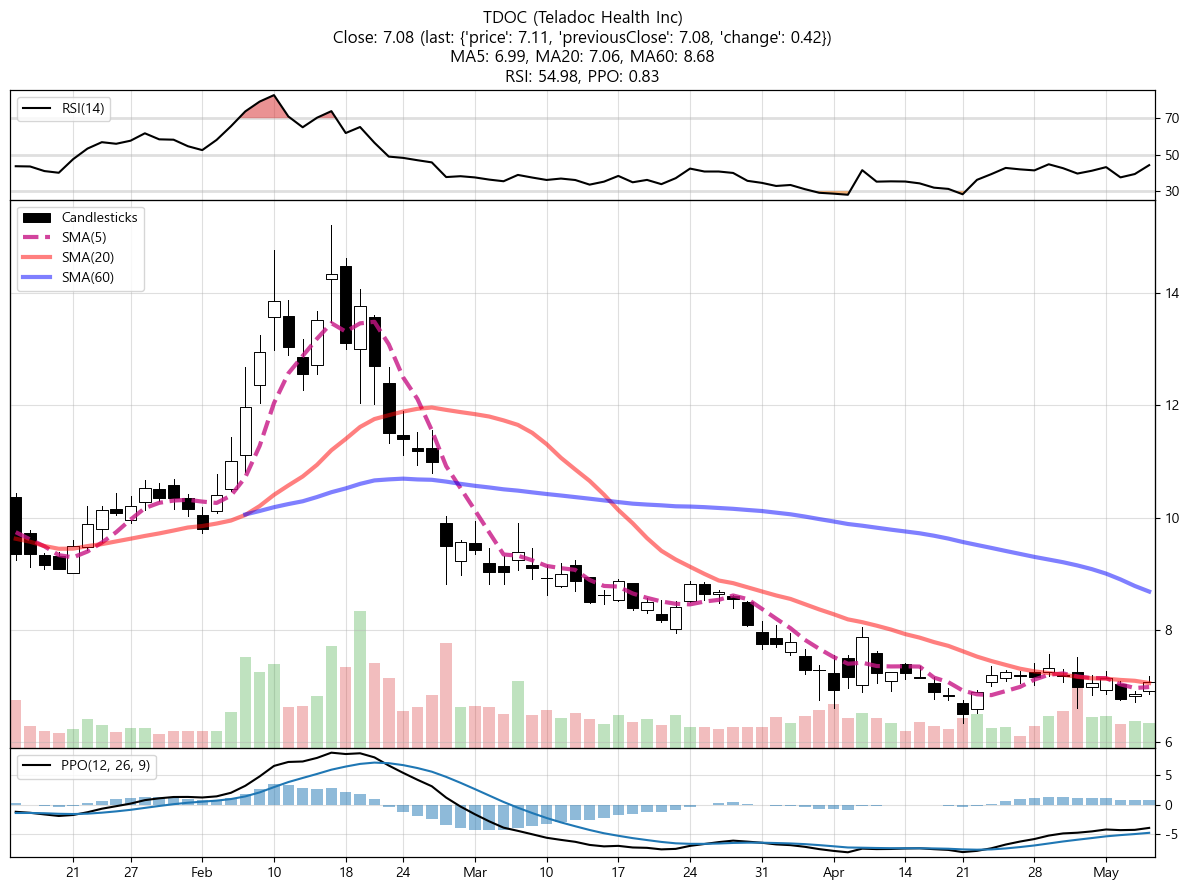 TDOC (Teladoc Health Inc)
Close: 7.08 (last: {'price': 7.11, 'previousClose': 7.08, 'change': 0.42})
MA5: 6.99, MA20: 7.06, MA60: 8.68
RSI: 54.98, PPO: 0.83
RSI(14)
70
50
30
Candlesticks
SMA(5)
SMA(20)
SMA(60)
14
12
10
8
6
PPO(12, 26, 9)
5
0
-5
21 27 Feb 10 18 24 Mar 10 17 24 31 Apr 14 21 28 May